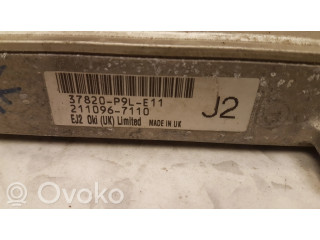 37820-P9L-E11
211096-7110
EJ2 Oki (UK) Limited MADE IN UK
J2
OVOKO